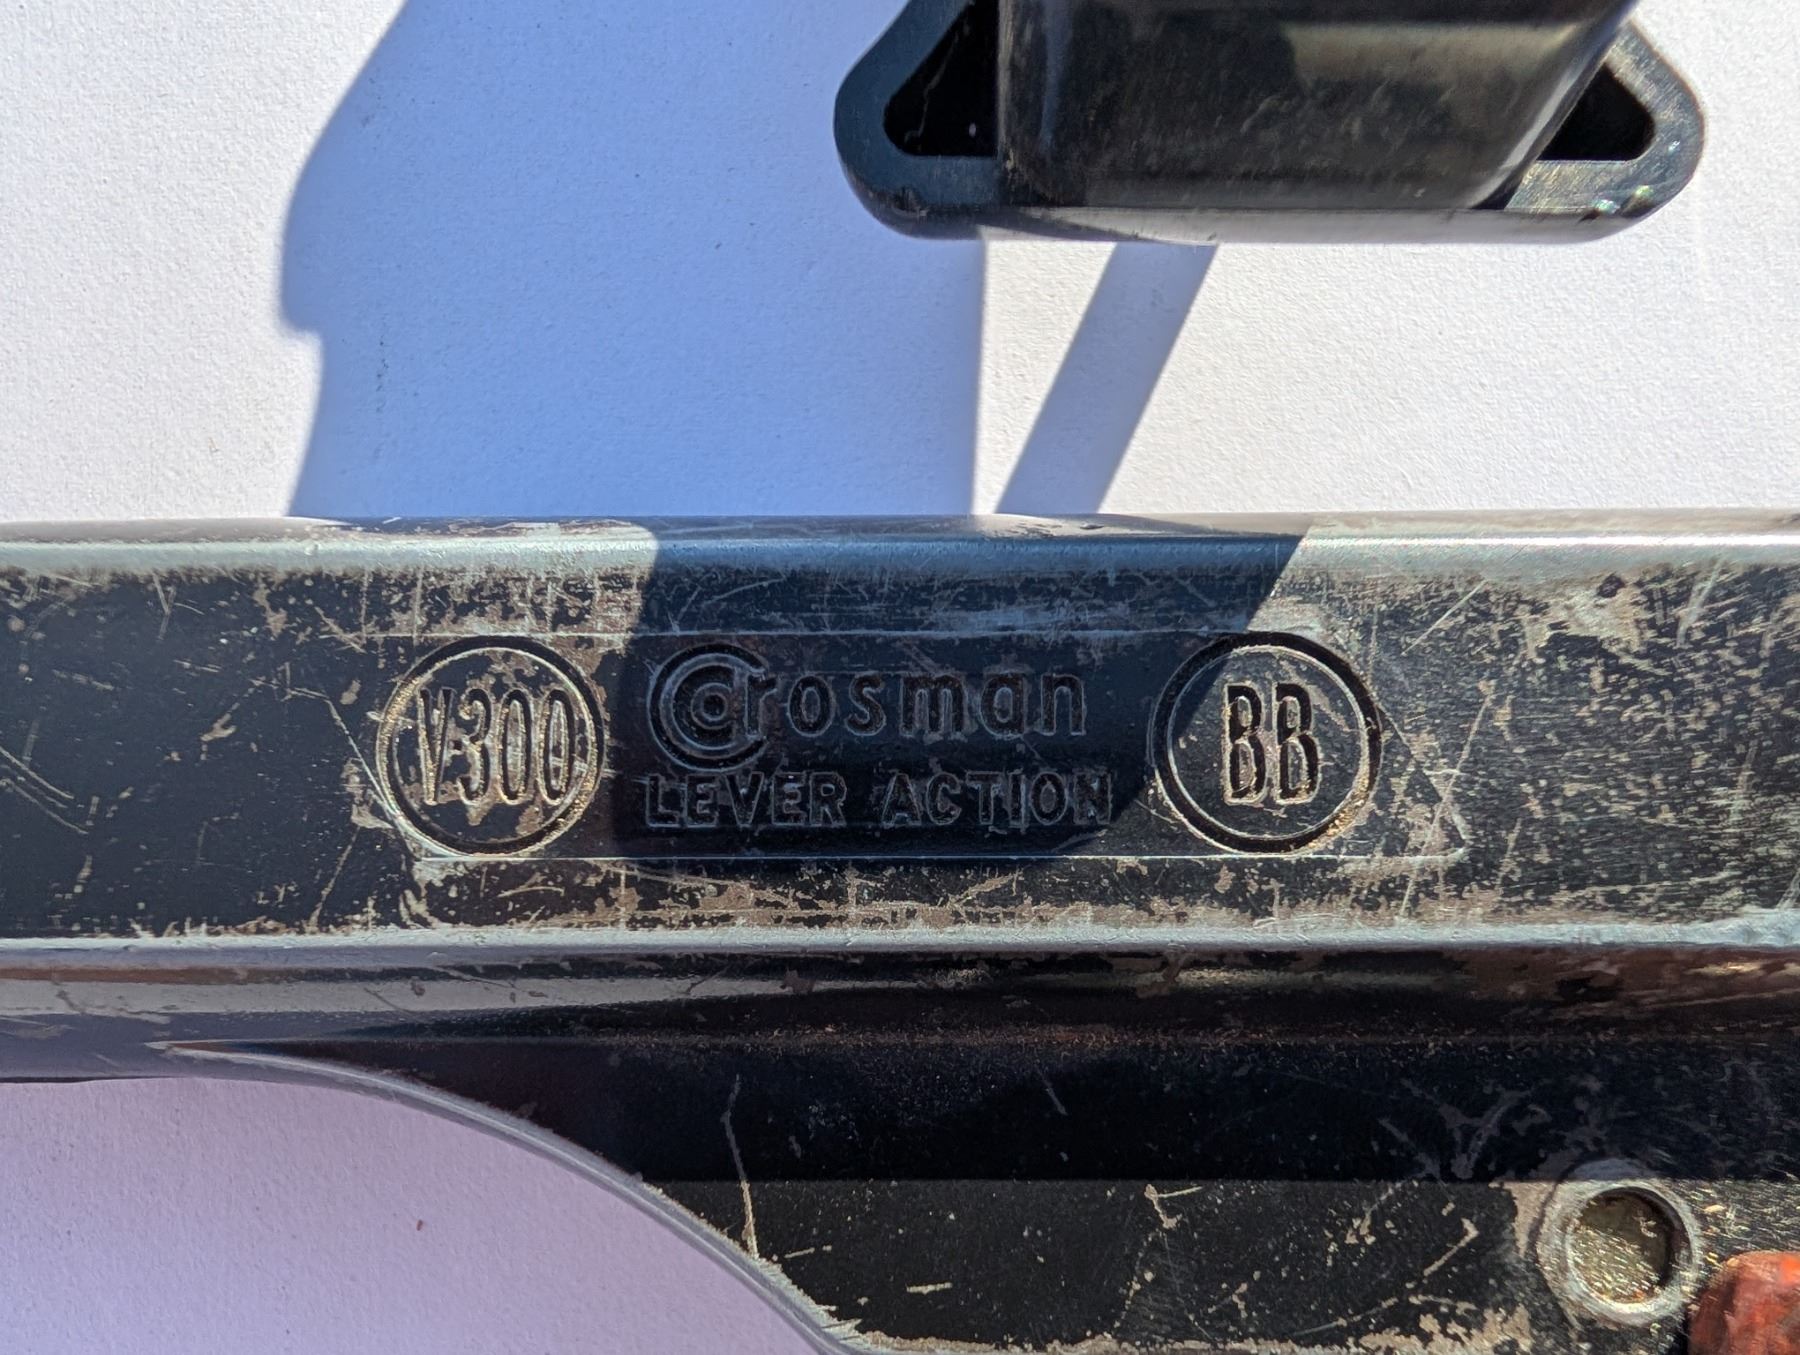 V300
Crosman
LEVER ACTION
BB